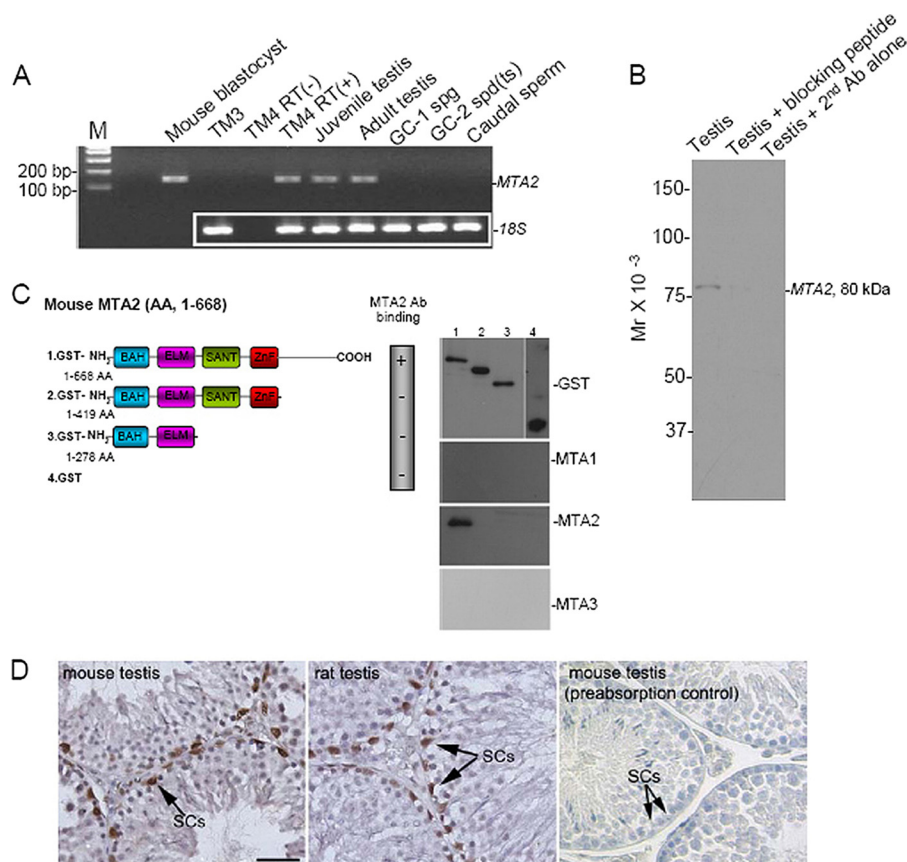 A
M
Mouse blastocyst
TM3
TM4 RT(-)
TM4 RT(+)
Juvenile testis
Adult testis
GC-1 spg
GC-2 spd(ts)
Caudal sperm
200 bp-
100 bp-
-MTA2
-18S
B
Testis
Testis + blocking peptide
Testis + 2nd Ab alone
Mr X 10 -3
150-
100-
75-
50-
37-
-MTA2, 80 kDa
C
Mouse MTA2 (AA, 1-668)
MTA2 Ab
binding
1.GST- NH2- BAH ELM SANT ZnF COOH
1-668 AA
2.GST- NH2- BAH ELM SANT ZnF
1-419 AA
3.GST- NH2- BAH ELM
1-278 AA
4.GST
+
-
-
-
1 2 3 4
-GST
-MTA1
-MTA2
-MTA3
D
mouse testis
SCs
rat testis
SCs
mouse testis
(preabsorption control)
SCs